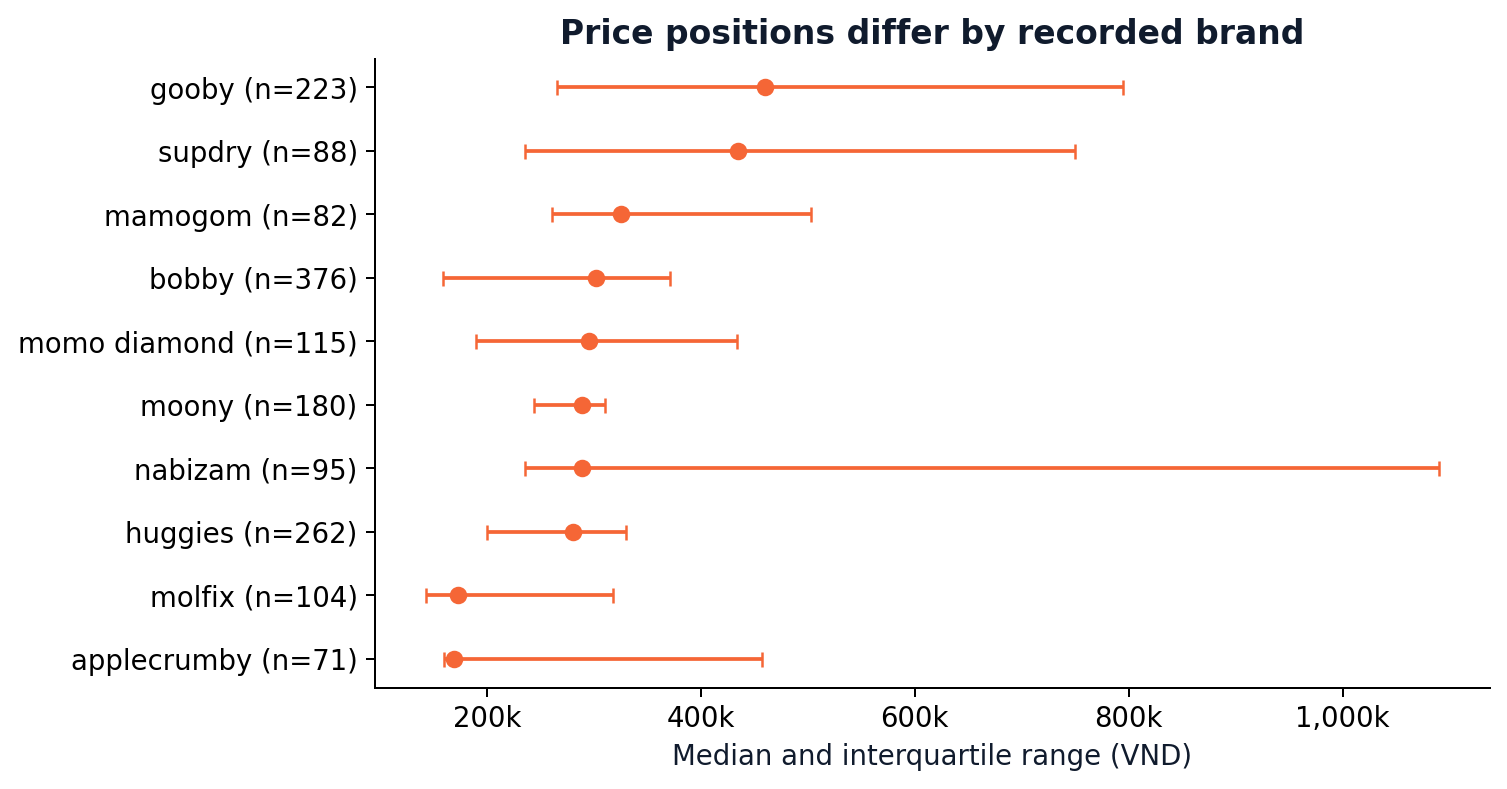 Price positions differ by recorded brand
gooby (n=223)
supdry (n=88)
mamogom (n=82)
bobby (n=376)
momo diamond (n=115)
moony (n=180)
nabizam (n=95)
huggies (n=262)
molfix (n=104)
applecrumby (n=71)
200k 400k 600k 800k 1,000k
Median and interquartile range (VND)